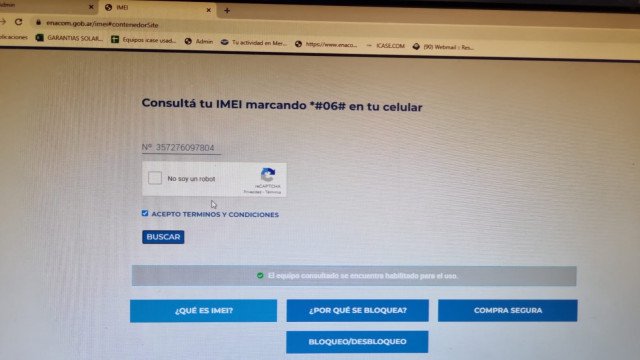 IMEI
enacom.gob.ar/imei#contenedorSite
GARANTIAS SOLAR...
Equipos icase usad...
Admin
Tu actividad en Mer...
https://www.enaco...
ICASE.COM
(90) Webmail :: Res...
Consultá tu IMEI marcando *#06# en tu celular
Nº 357276097804
No soy un robot
reCAPTCHA
Privacidad - Términos
ACEPTO TERMINOS Y CONDICIONES
BUSCAR
El equipo consultado se encuentra habilitado para el uso.
¿QUÉ ES IMEI?
¿POR QUÉ SE BLOQUEA?
COMPRA SEGURA
BLOQUEO/DESBLOQUEO